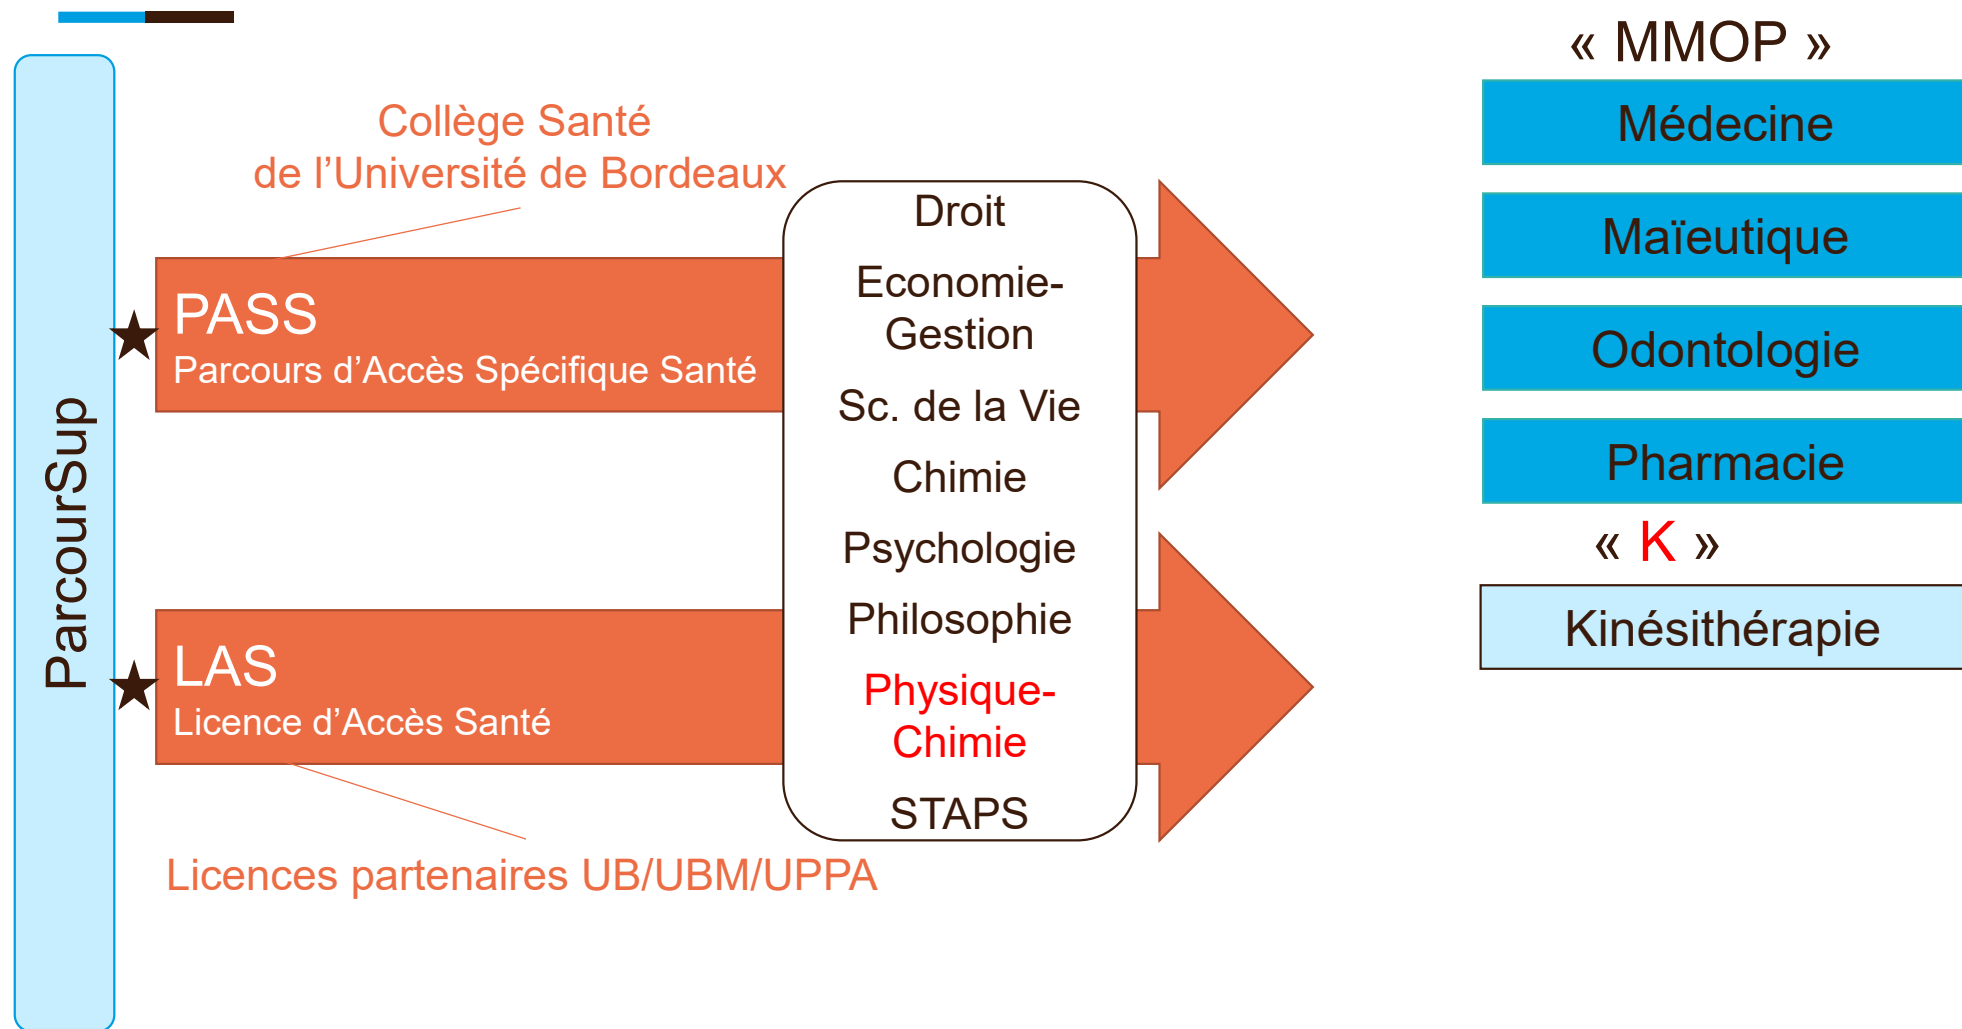 ParcourSup
Collège Santé
de l’Université de Bordeaux
PASS
Parcours d’Accès Spécifique Santé
LAS
Licence d’Accès Santé
Licences partenaires UB/UBM/UPPA
Droit
Economie-
Gestion
Sc. de la Vie
Chimie
Psychologie
Philosophie
Physique-
Chimie
STAPS
« MMOP »
Médecine
Maïeutique
Odontologie
Pharmacie
« K »
Kinésithérapie